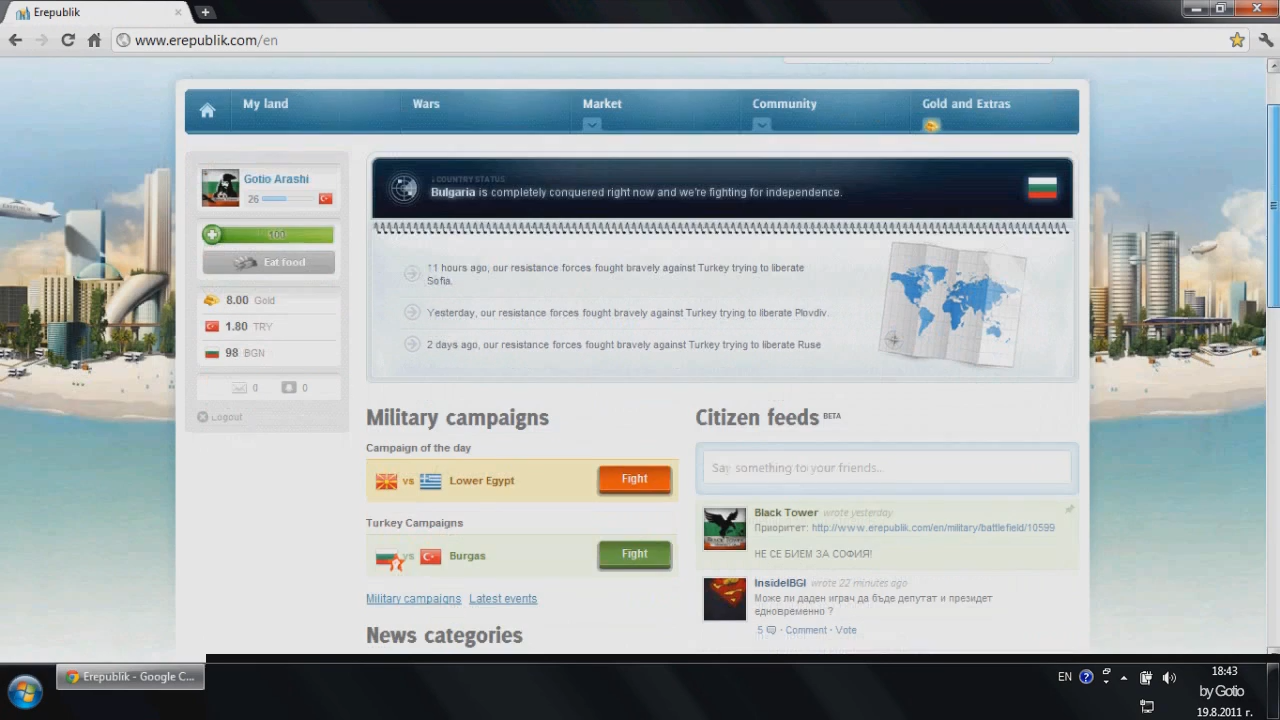 Erepublik
www.erepublik.com/en
My land
Wars
Market
Community
Gold and Extras
Gotio Arashi
26
100
Eat food
8.00 Gold
1.80 TRY
98 BGN
0 0
Logout
COUNTRY STATUS
Bulgaria is completely conquered right now and we're fighting for independence.
11 hours ago, our resistance forces fought bravely against Turkey trying to liberate
Sofia.
Yesterday, our resistance forces fought bravely against Turkey trying to liberate Plovdiv.
2 days ago, our resistance forces fought bravely against Turkey trying to liberate Ruse
Military campaigns
Campaign of the day
vs Lower Egypt
Fight
Turkey Campaigns
vs Burgas
Fight
Military campaigns Latest events
News categories
Citizen feeds BETA
Say something to your friends...
Black Tower wrote yesterday
Приоритет: http://www.erepublik.com/en/military/battlefield/10599
НЕ СЕ БИЕМ ЗА СОФИЯ!
InsideIBGI wrote 22 minutes ago
Може ли даден играч да бъде депутат и президет
едновременно ?
5 · Comment · Vote
Erepublik - Google C...
EN
18:43
by Gotio
19.8.2011 г.